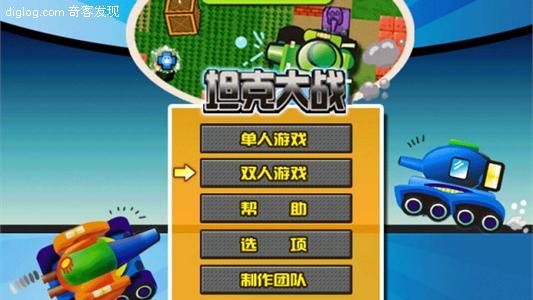 diglog.com 奇客发现
坦克大战
单人游戏
双人游戏
帮 助
选 项
制作团队